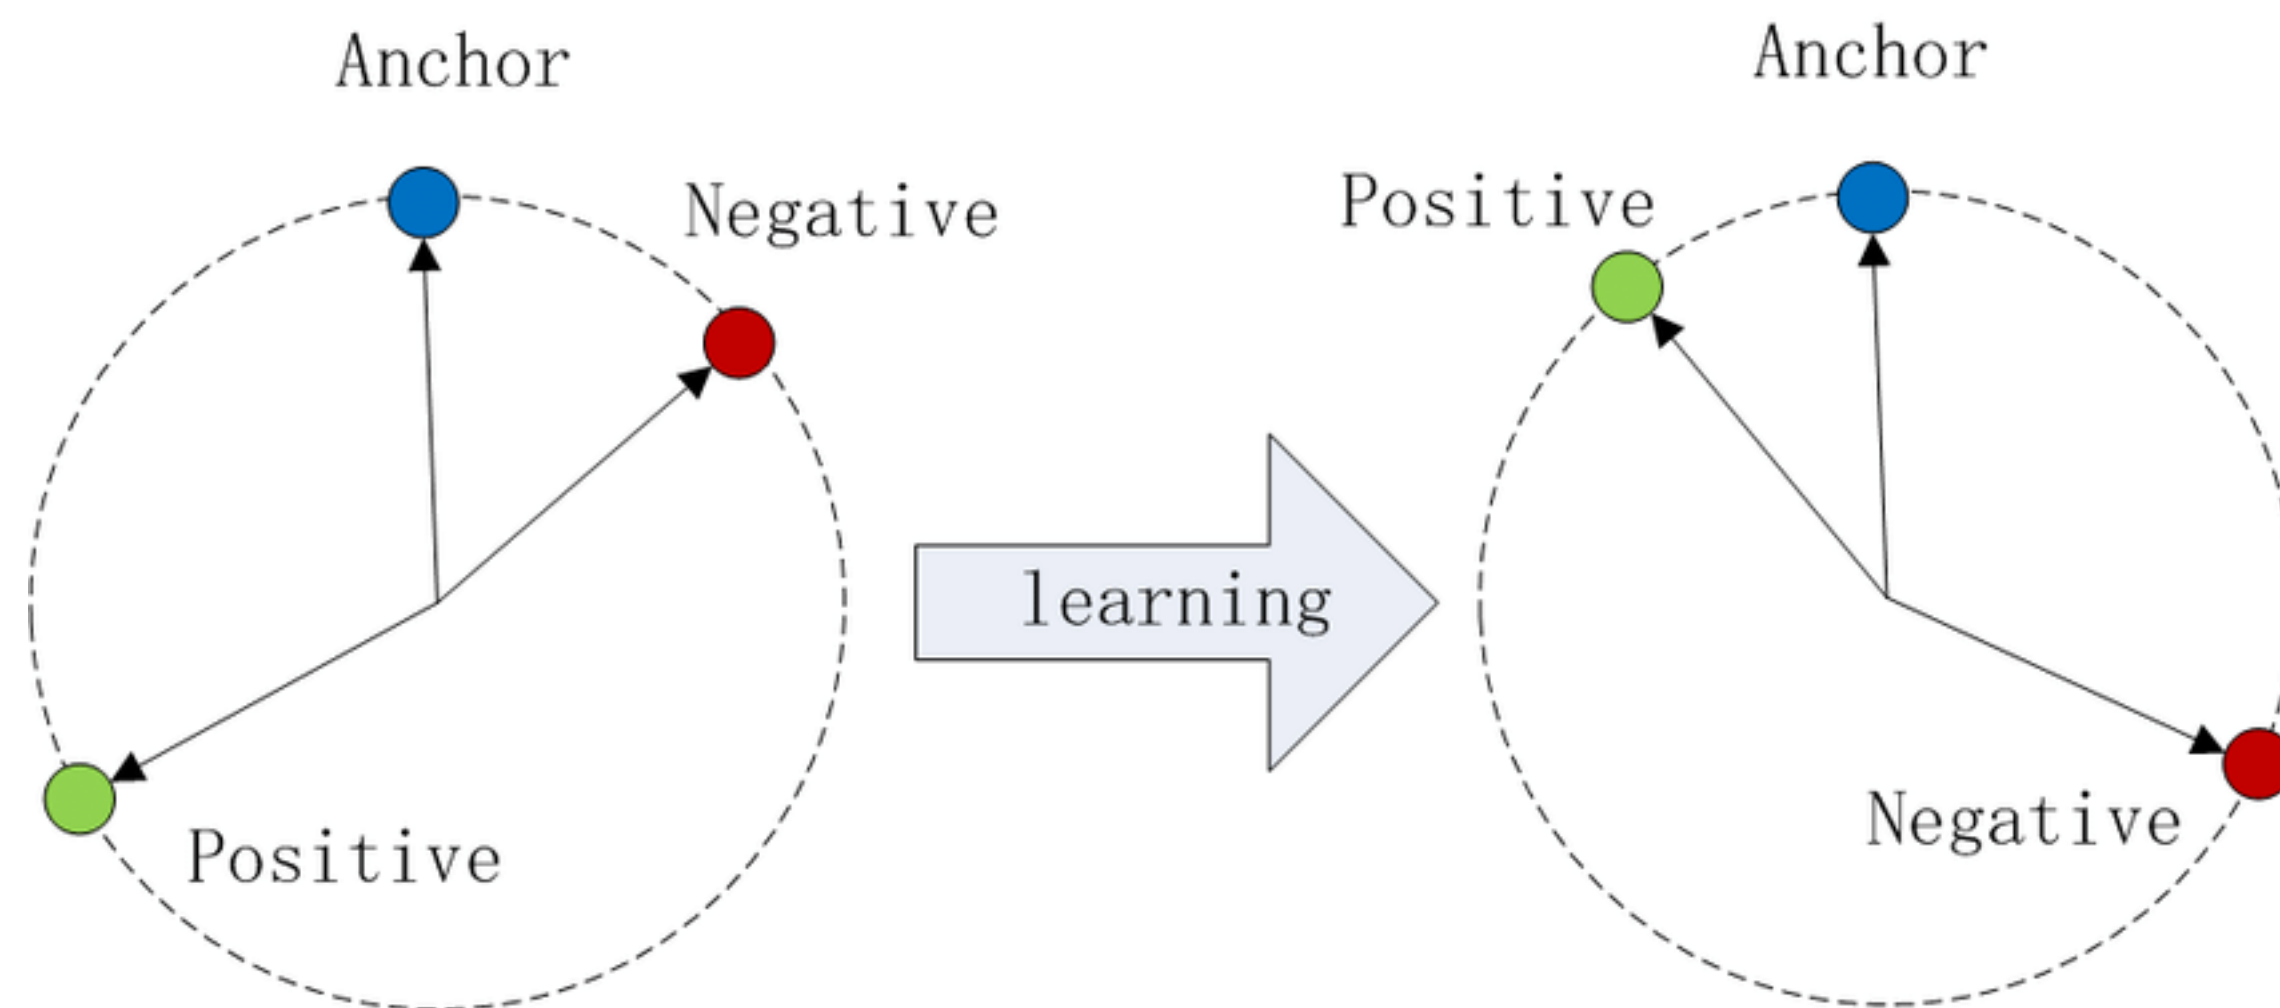 Anchor
Negative
Positive
learning
Anchor
Positive
Negative